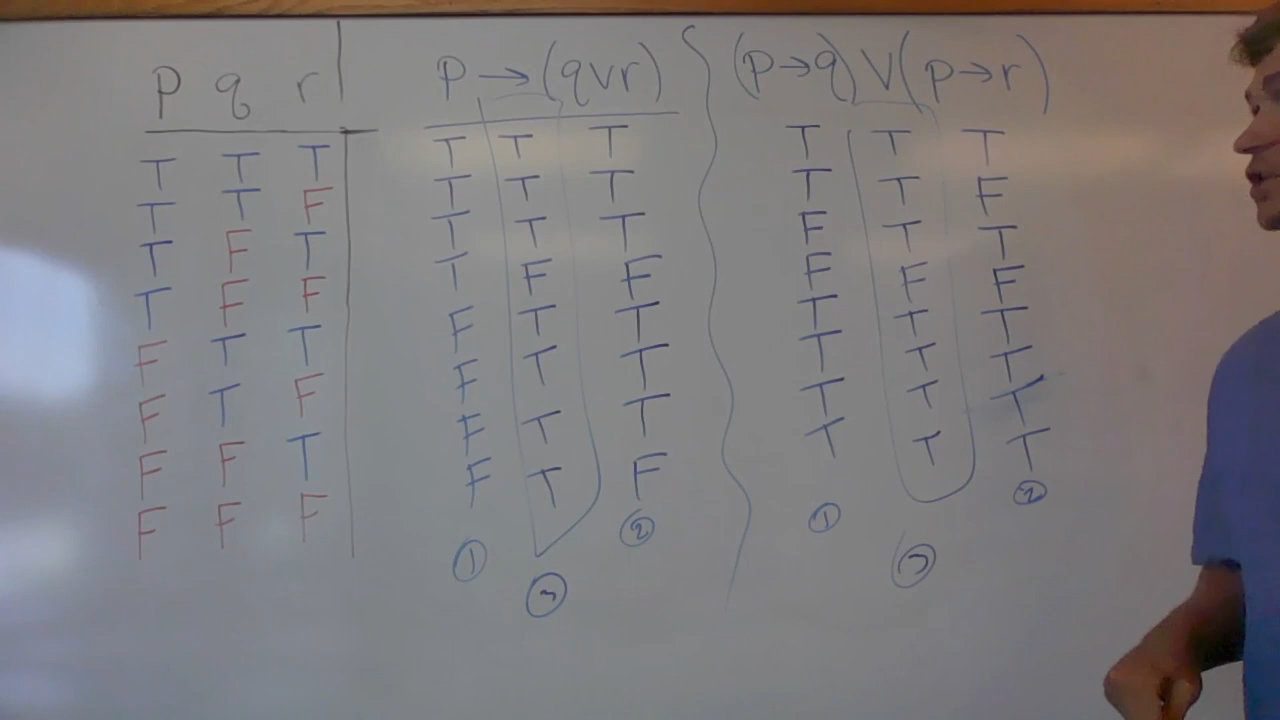 p q r p → (q∨r) (p→q) ∨ (p→r)
T T T T T T T T T
T T F T T T T T F
T F T T T T F T T
T F F T F F F F F
F T T F T T T T T
F T F F T T T T T
F F T F T T T T T
F F F F T F T T T
① ③ ② ① ③ ②